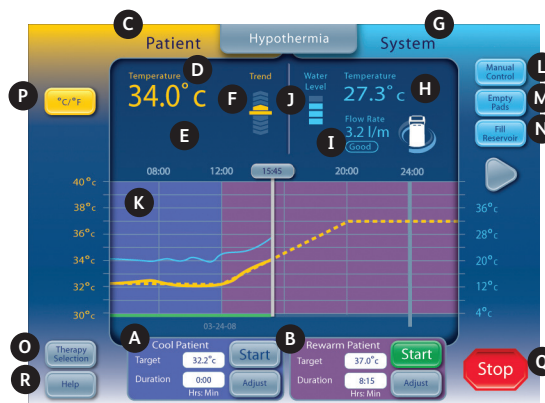 C
G
Patient
Hypothermia
System
D
Temperature
34.0°c
Trend
F
E
J
Water
Level
Temperature
27.3°c
H
Flow Rate
3.2 l/m
Good
I
P
°C/°F
Manual
Control
L
Empty
Pads
M
Fill
Reservoir
N
08:00
12:00
15:45
20:00
24:00
40°c
38°c
36°c
34°c
32°c
30°c
K
36°c
28°c
20°c
12°c
4°c
03-24-08
O
Therapy
Selection
R
Help
A
Cool Patient
Target
32.2°c
Start
Duration
0:00
Hrs: Min
Adjust
B
Rewarm Patient
Target
37.0°c
Start
Duration
8:15
Hrs: Min
Adjust
Stop
Q